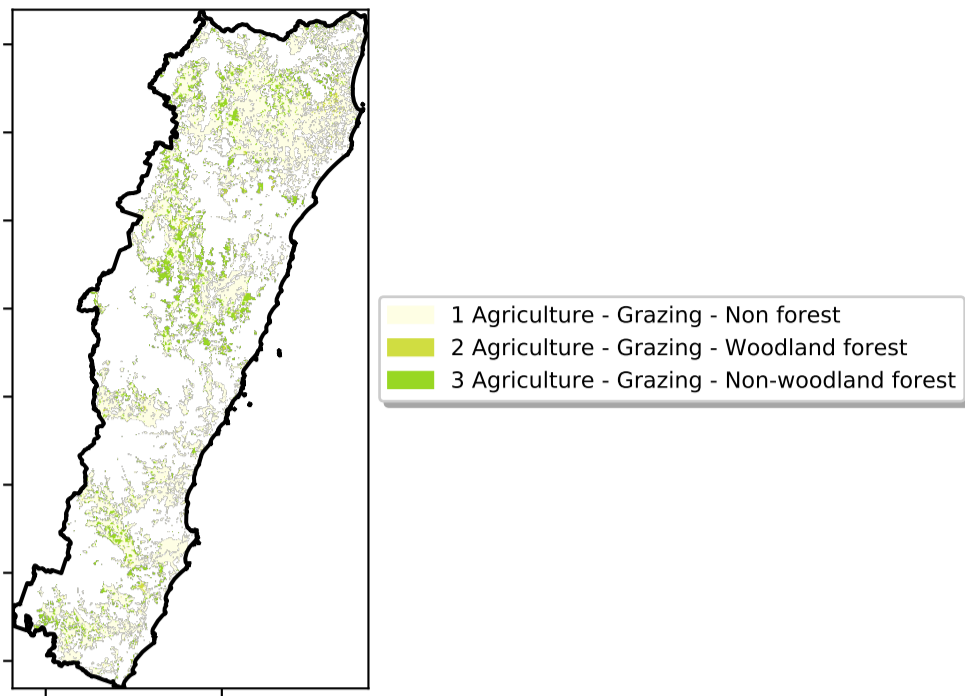 1 Agriculture - Grazing - Non forest
2 Agriculture - Grazing - Woodland forest
3 Agriculture - Grazing - Non-woodland forest